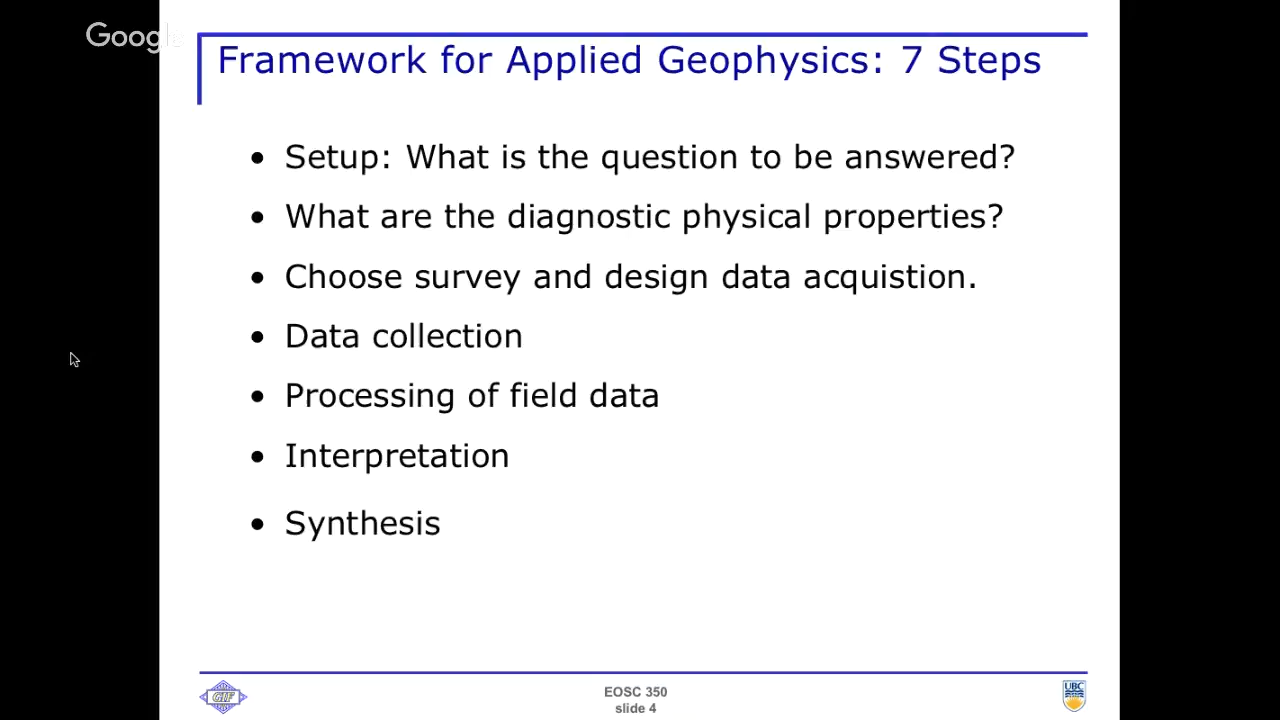 Google
Framework for Applied Geophysics: 7 Steps
• Setup: What is the question to be answered?
• What are the diagnostic physical properties?
• Choose survey and design data acquistion.
• Data collection
• Processing of field data
• Interpretation
• Synthesis
GIF
EOSC 350
slide 4
UBC